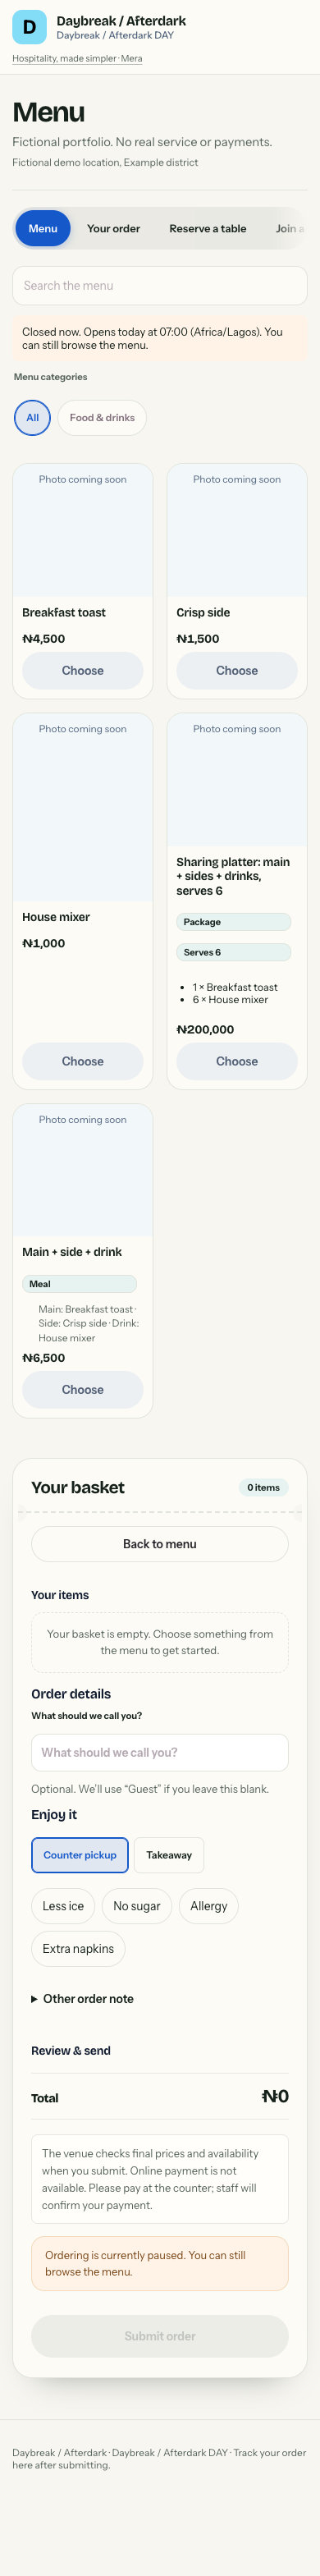 D
Daybreak / Afterdark
Daybreak / Afterdark DAY
Hospitality, made simpler · Mera
Menu
Fictional portfolio. No real service or payments.
Fictional demo location, Example district
Menu
Your order
Reserve a table
Join a
Search the menu
Closed now. Opens today at 07:00 (Africa/Lagos). You
can still browse the menu.
Menu categories
All
Food & drinks
Photo coming soon
Breakfast toast
₦4,500
Choose
Photo coming soon
Crisp side
₦1,500
Choose
Photo coming soon
House mixer
₦1,000
Choose
Photo coming soon
Sharing platter: main
+ sides + drinks,
serves 6
Package
Serves 6
• 1 × Breakfast toast
• 6 × House mixer
₦200,000
Choose
Photo coming soon
Main + side + drink
Meal
Main: Breakfast toast ·
Side: Crisp side · Drink:
House mixer
₦6,500
Choose
Your basket
0 items
Back to menu
Your items
Your basket is empty. Choose something from
the menu to get started.
Order details
What should we call you?
What should we call you?
Optional. We'll use “Guest” if you leave this blank.
Enjoy it
Counter pickup
Takeaway
Less ice
No sugar
Allergy
Extra napkins
Other order note
Review & send
Total
₦0
The venue checks final prices and availability
when you submit. Online payment is not
available. Please pay at the counter; staff will
confirm your payment.
Ordering is currently paused. You can still
browse the menu.
Submit order
Daybreak / Afterdark · Daybreak / Afterdark DAY · Track your order
here after submitting.